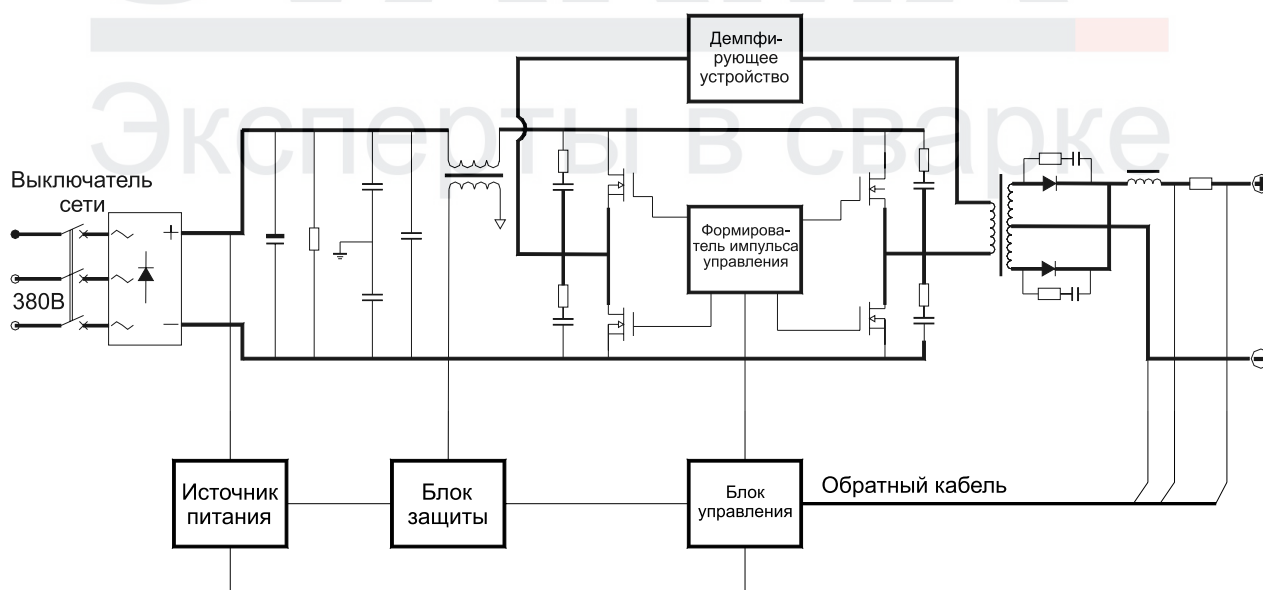 Демпфи-
рующее
устройство
Эксперты в сварке
Выключатель
сети
+
Формирова-
тель импульса
управления
380В
−
Источник
питания
Блок
защиты
Блок
управления
Обратный кабель